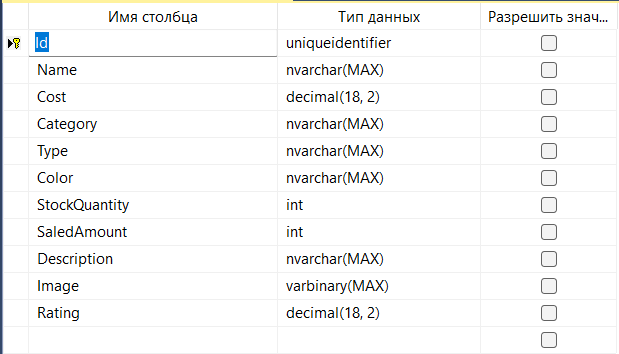 Имя столбца Тип данных Разрешить знач...
Id uniqueidentifier
Name nvarchar(MAX)
Cost decimal(18, 2)
Category nvarchar(MAX)
Type nvarchar(MAX)
Color nvarchar(MAX)
StockQuantity int
SaledAmount int
Description nvarchar(MAX)
Image varbinary(MAX)
Rating decimal(18, 2)